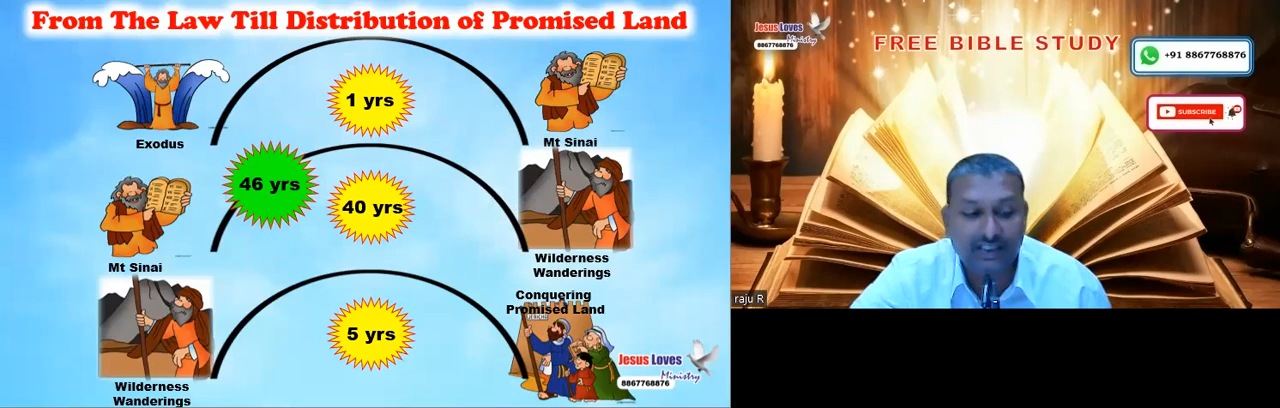 From The Law Till Distribution of Promised Land
1 yrs
Exodus
Mt Sinai
46 yrs
40 yrs
Mt Sinai
Wilderness
Wanderings
5 yrs
Wilderness
Wanderings
Conquering
Promised Land
Jesus Loves
Ministry
8867768876
Jesus Loves
Ministry
8867768876
FREE BIBLE STUDY
+91 8867768876
SUBSCRIBE
raju R